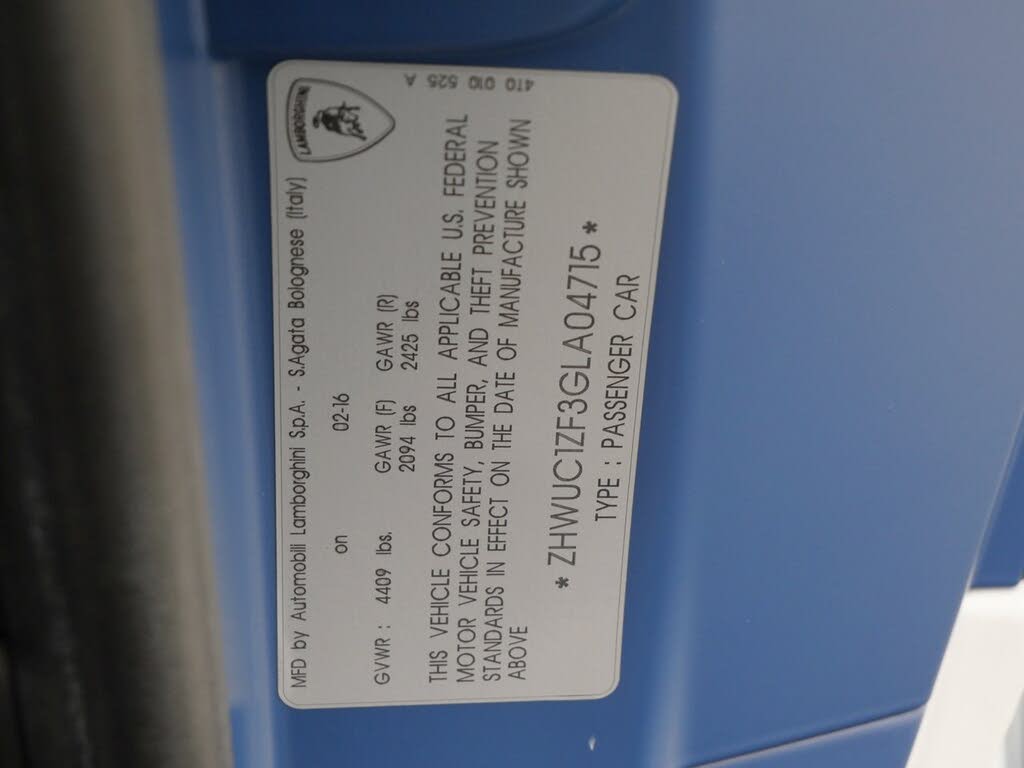 MFD by Automobili Lamborghini S.p.A. - S.Agata Bolognese (Italy)
LAMBORGHINI
on 02-16
GVWR : 4409 lbs. GAWR (F) GAWR (R)
2094 lbs 2425 lbs
THIS VEHICLE CONFORMS TO ALL APPLICABLE U.S. FEDERAL
MOTOR VEHICLE SAFETY, BUMPER, AND THEFT PREVENTION
STANDARDS IN EFFECT ON THE DATE OF MANUFACTURE SHOWN
ABOVE
* ZHWUC1ZF3GLA04715 *
TYPE : PASSENGER CAR
4T0 010 525 A